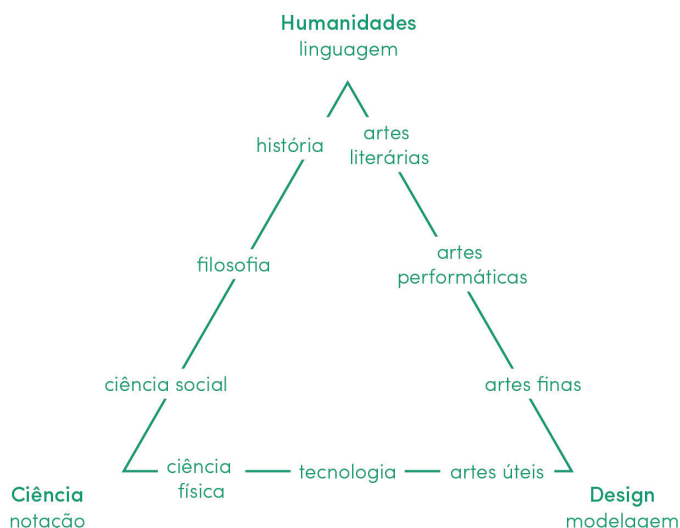 Humanidades
linguagem
história
artes
literárias
filosofia
artes
performáticas
ciência social
artes finas
ciência
física
tecnologia
artes úteis
Ciência
notação
Design
modelagem